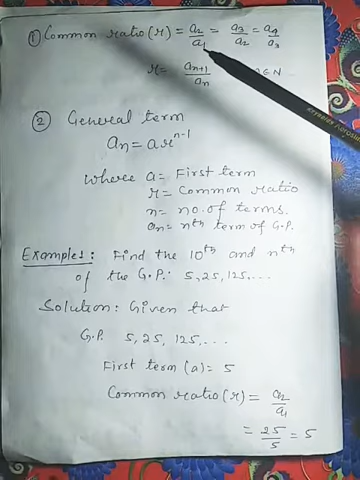 ① Common ratio (r) = a₂/a₁ = a₃/a₂ = a₄/a₃
r = aₙ₊₁/aₙ ∈ N
② General term
aₙ = arⁿ⁻¹
Where a = First term
r = Common ratio
n = no. of terms.
aₙ = nᵗʰ term of G.P.
Examples: Find the 10ᵗʰ and nᵗʰ
of the G.P: 5, 25, 125, ...
Solution: Given that
G.P. 5, 25, 125, ...
First term (a) = 5
Common ratio (r) = a₂/a₁
= 25/5 = 5